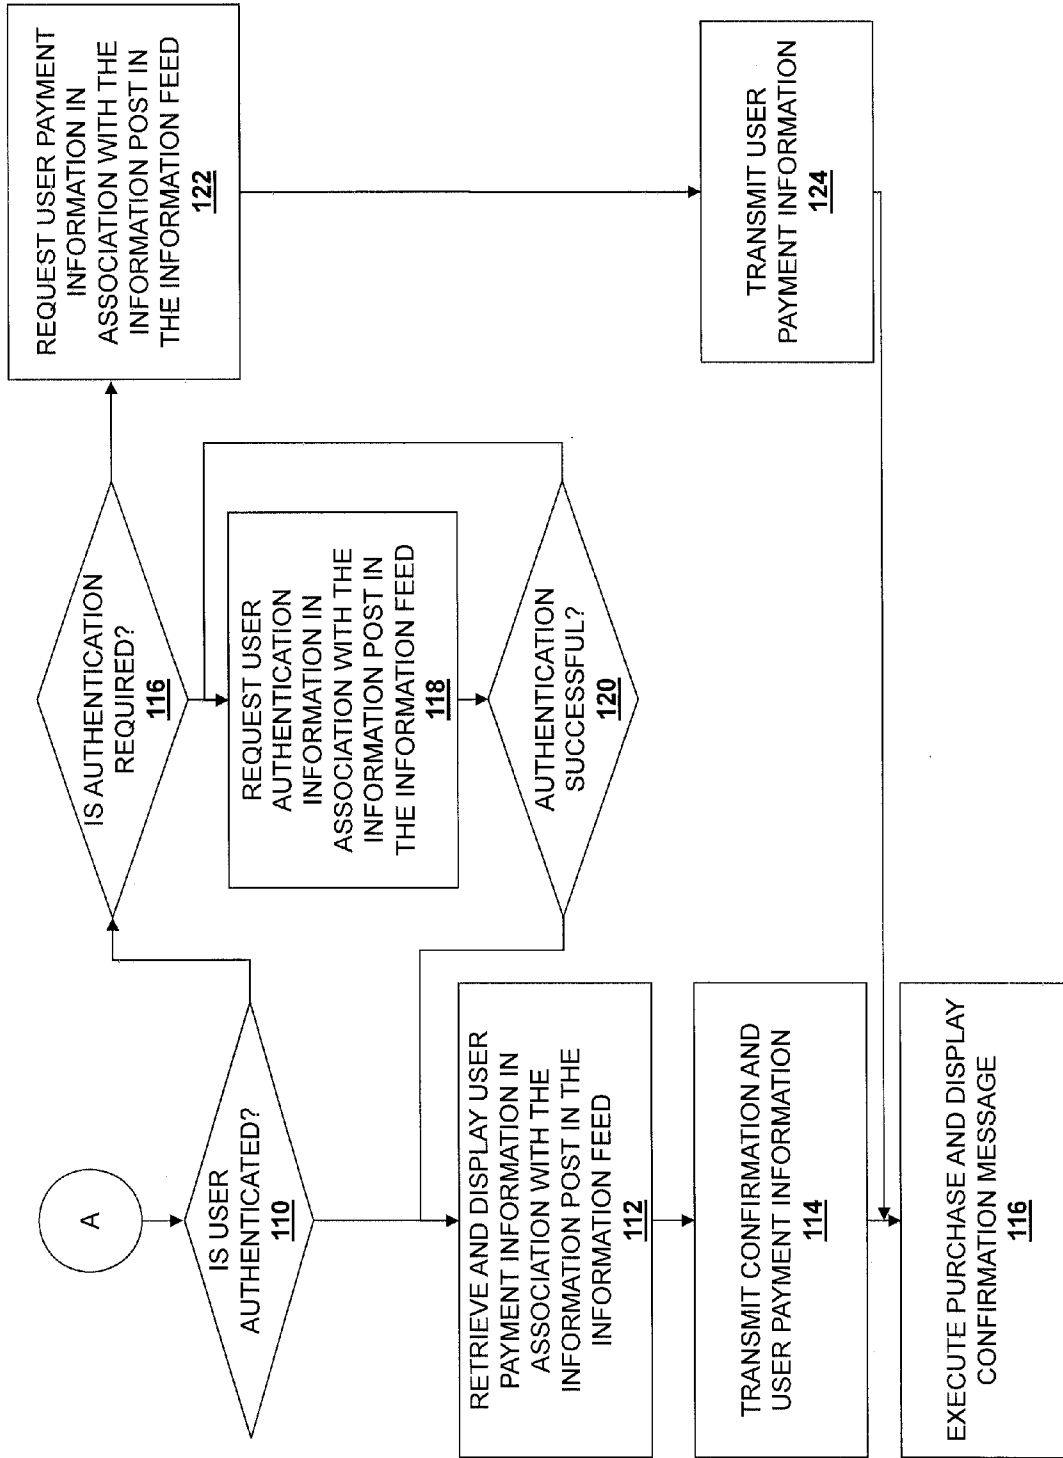 A
IS USER
AUTHENTICATED?
110
IS AUTHENTICATION
REQUIRED?
116
REQUEST USER PAYMENT
INFORMATION IN
ASSOCIATION WITH THE
INFORMATION POST IN
THE INFORMATION FEED
122
REQUEST USER
AUTHENTICATION
INFORMATION IN
ASSOCIATION WITH THE
INFORMATION POST IN
THE INFORMATION FEED
118
AUTHENTICATION
SUCCESSFUL?
120
RETRIEVE AND DISPLAY USER
PAYMENT INFORMATION IN
ASSOCIATION WITH THE
INFORMATION POST IN THE
INFORMATION FEED
112
TRANSMIT CONFIRMATION AND
USER PAYMENT INFORMATION
114
TRANSMIT USER
PAYMENT INFORMATION
124
EXECUTE PURCHASE AND DISPLAY
CONFIRMATION MESSAGE
116